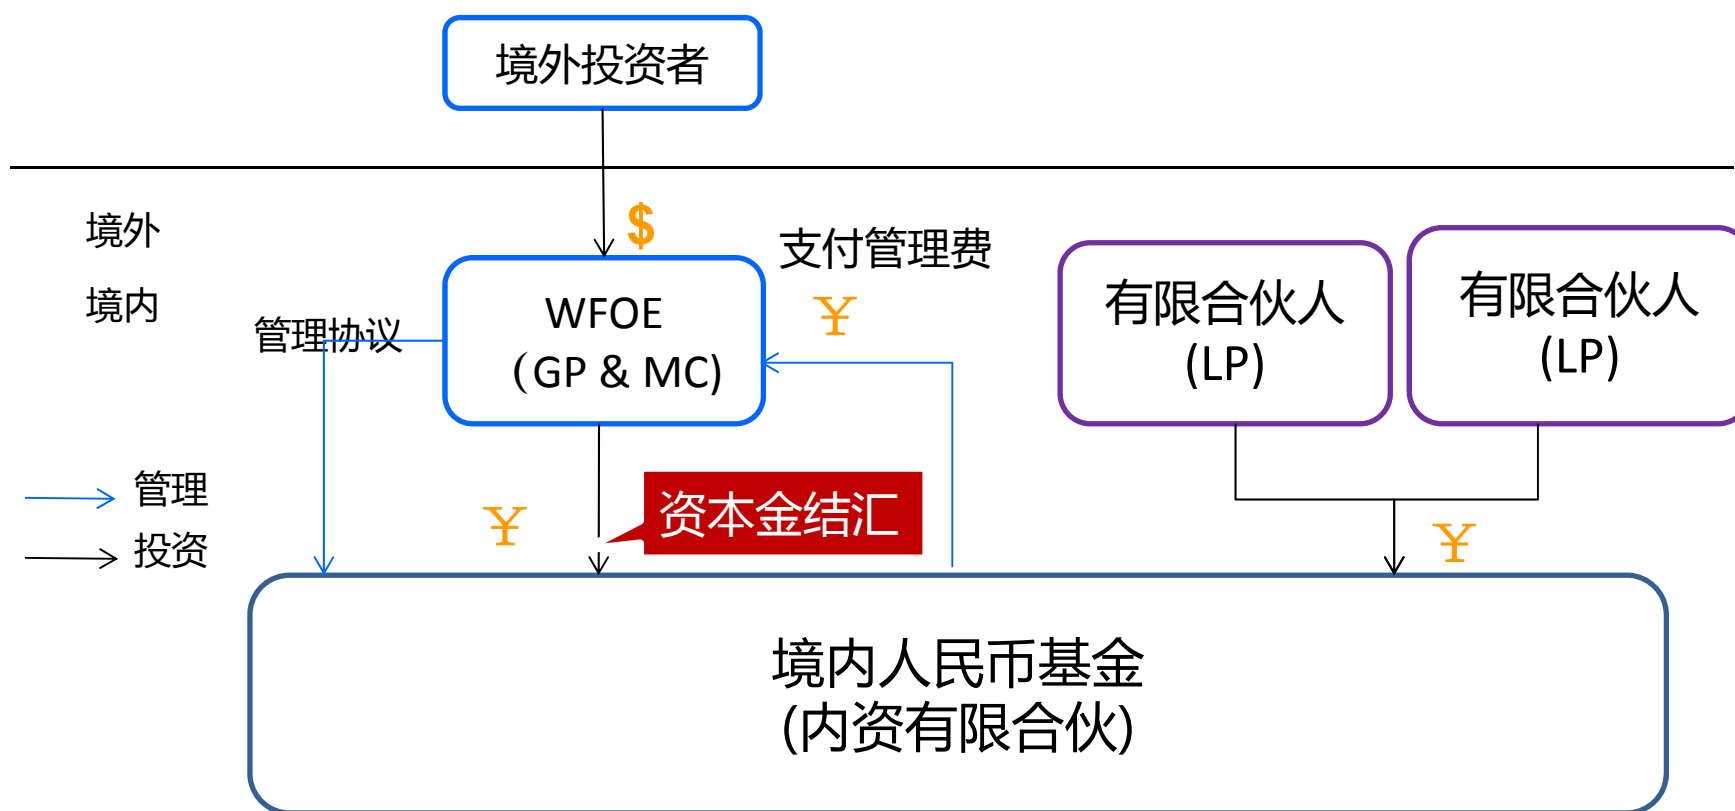 境外投资者
$
境外
支付管理费
境内
管理协议
WFOE
（GP & MC)
￥
有限合伙人
(LP)
有限合伙人
(LP)
管理
投资
￥
资本金结汇
￥
境内人民币基金
(内资有限合伙)